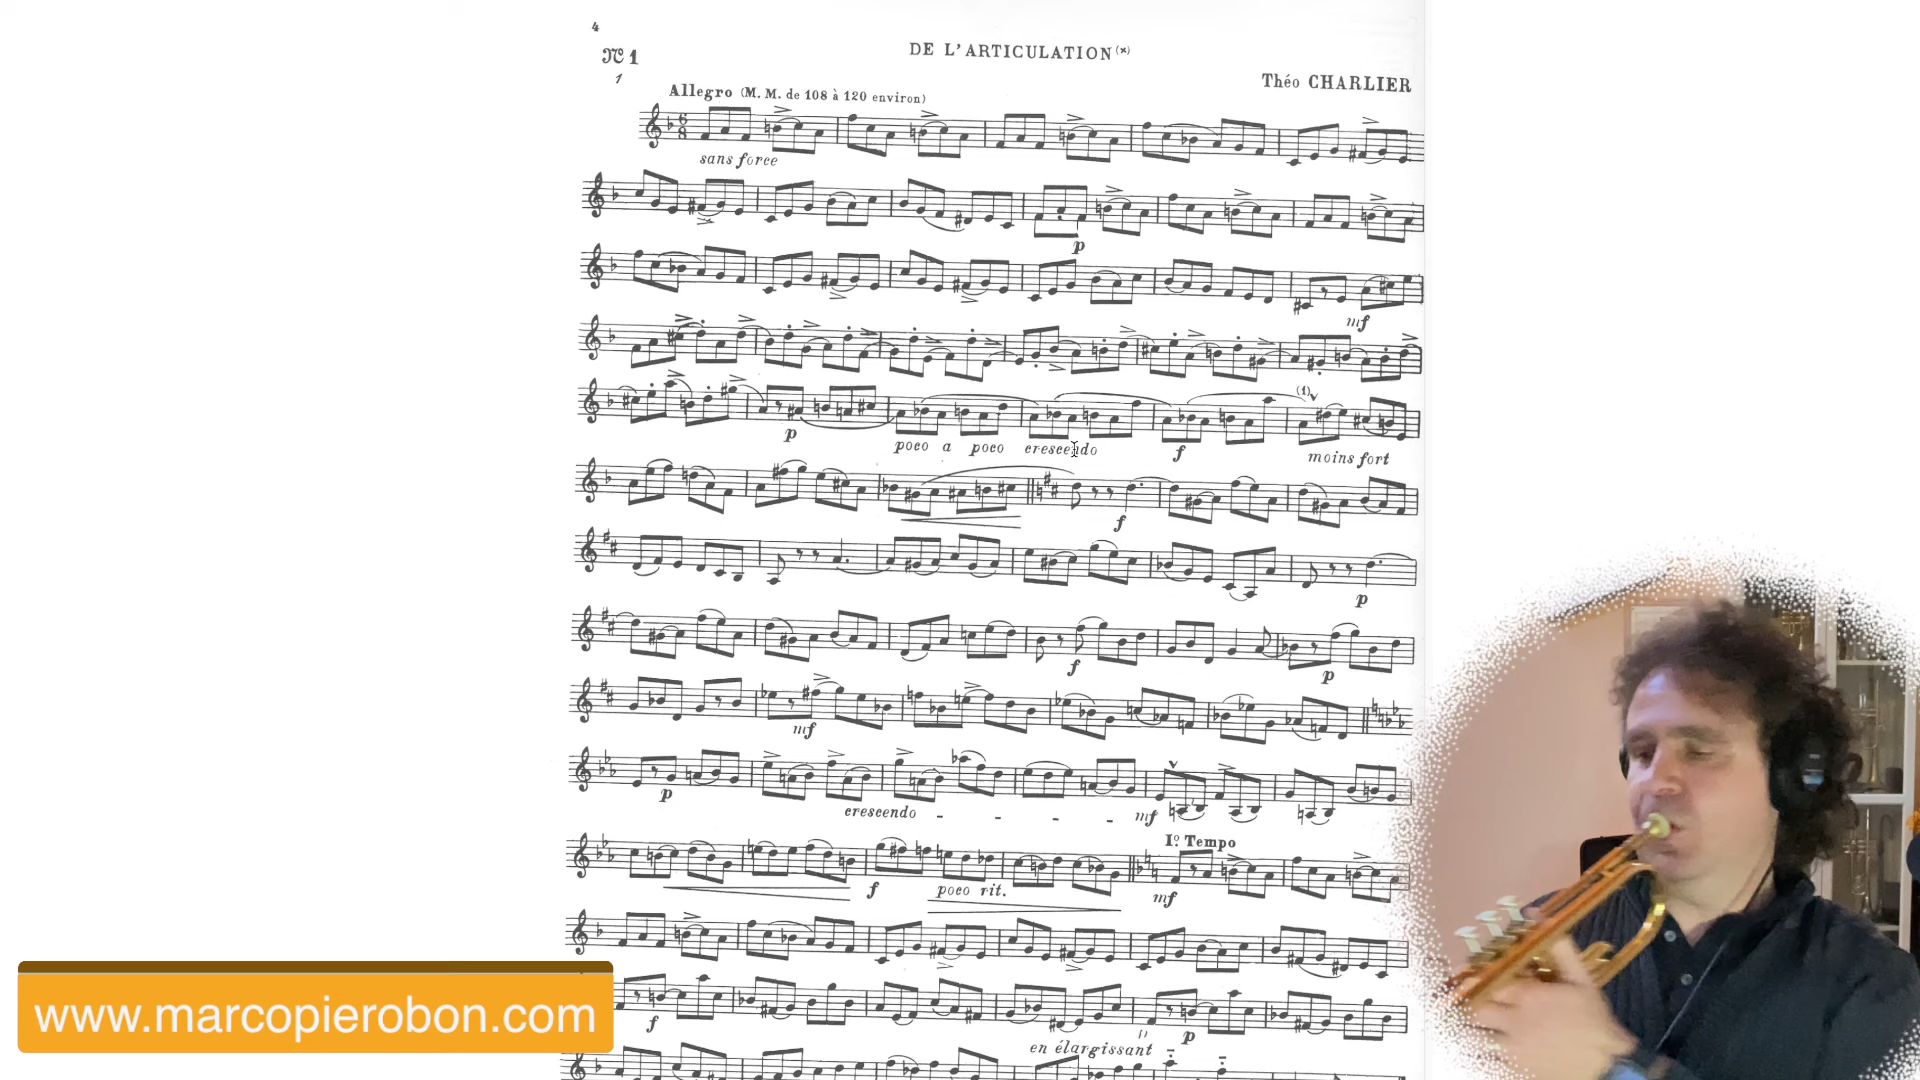 4
Nº 1
DE L'ARTICULATION (×)
1
Théo CHARLIER
Allegro (M. M. de 108 à 120 environ)
sans force
p
mf
(1)
p
poco a poco crescendo
f
moins fort
f
p
f
p
mf
p
crescendo - - - - mf
Iº. Tempo
f
poco rit.
mf
f
p
en élargissant
www.marcopierobon.com